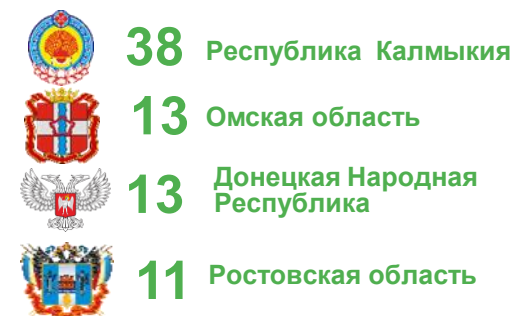 38 Республика Калмыкия
13 Омская область
13 Донецкая Народная
Республика
11 Ростовская область